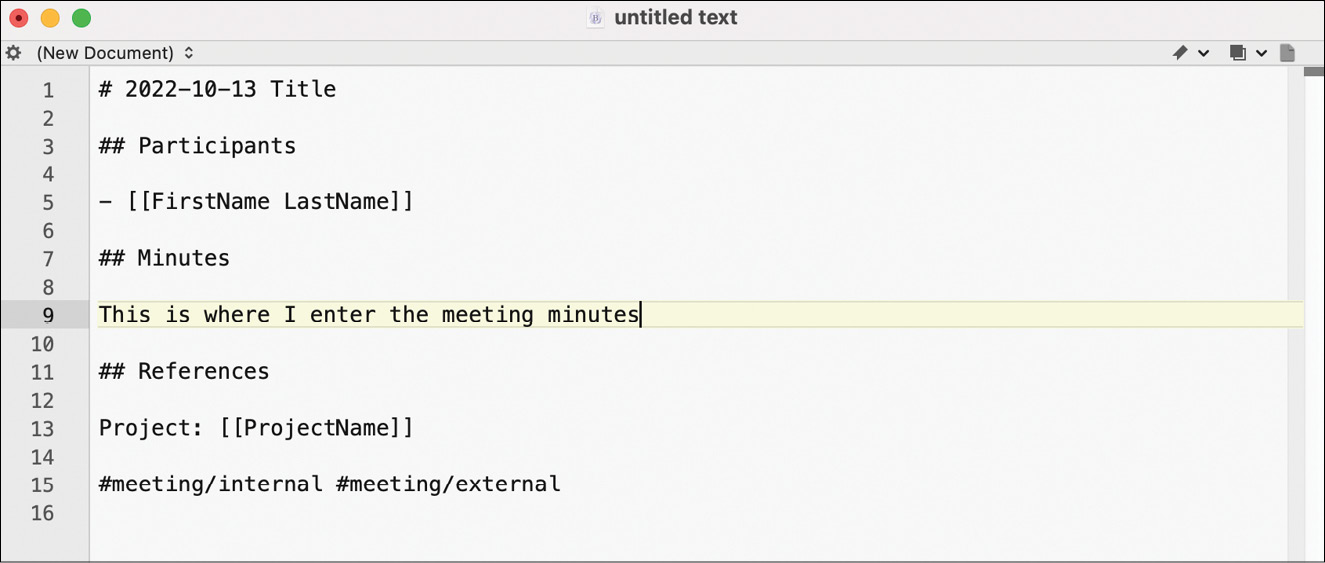 untitled text
(New Document)
1 # 2022-10-13 Title
2
3 ## Participants
4
5 - [[FirstName LastName]]
6
7 ## Minutes
8
9 This is where I enter the meeting minutes
10
11 ## References
12
13 Project: [[ProjectName]]
14
15 #meeting/internal #meeting/external
16